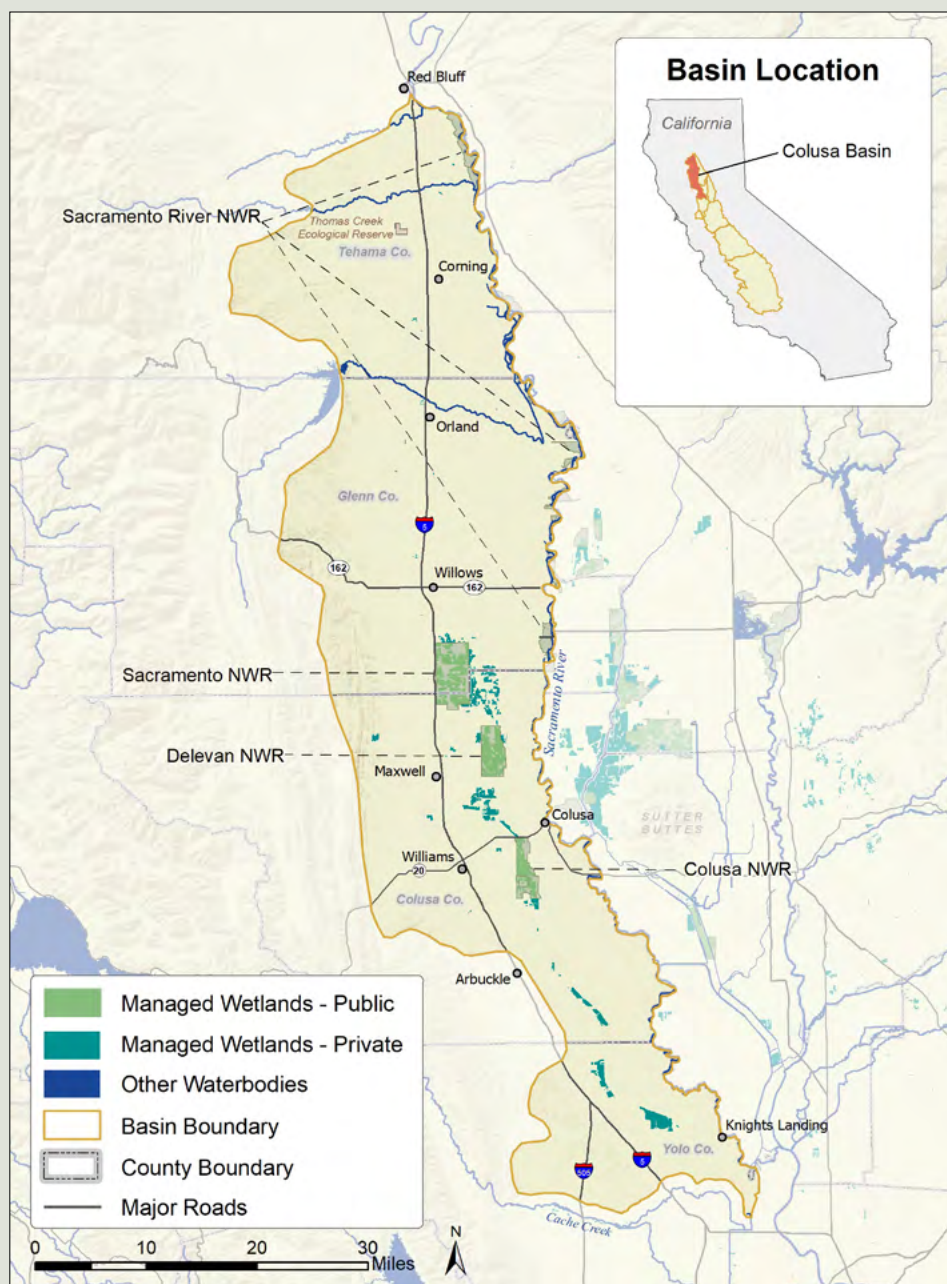 Red Bluff
Basin Location
California
Colusa Basin
Sacramento River NWR
Thomas Creek
Ecological Reserve
Tehama Co.
Corning
Orland
Glenn Co.
5
162
Willows
162
Sacramento NWR
Sacramento River
Delevan NWR
Maxwell
Colusa
SUTTER
BUTTES
Williams
20
Colusa NWR
Colusa Co.
Arbuckle
Managed Wetlands - Public
Managed Wetlands - Private
Other Waterbodies
Basin Boundary
County Boundary
Major Roads
Knights Landing
Yolo Co.
505
5
Cache Creek
N
0 10 20 30
Miles